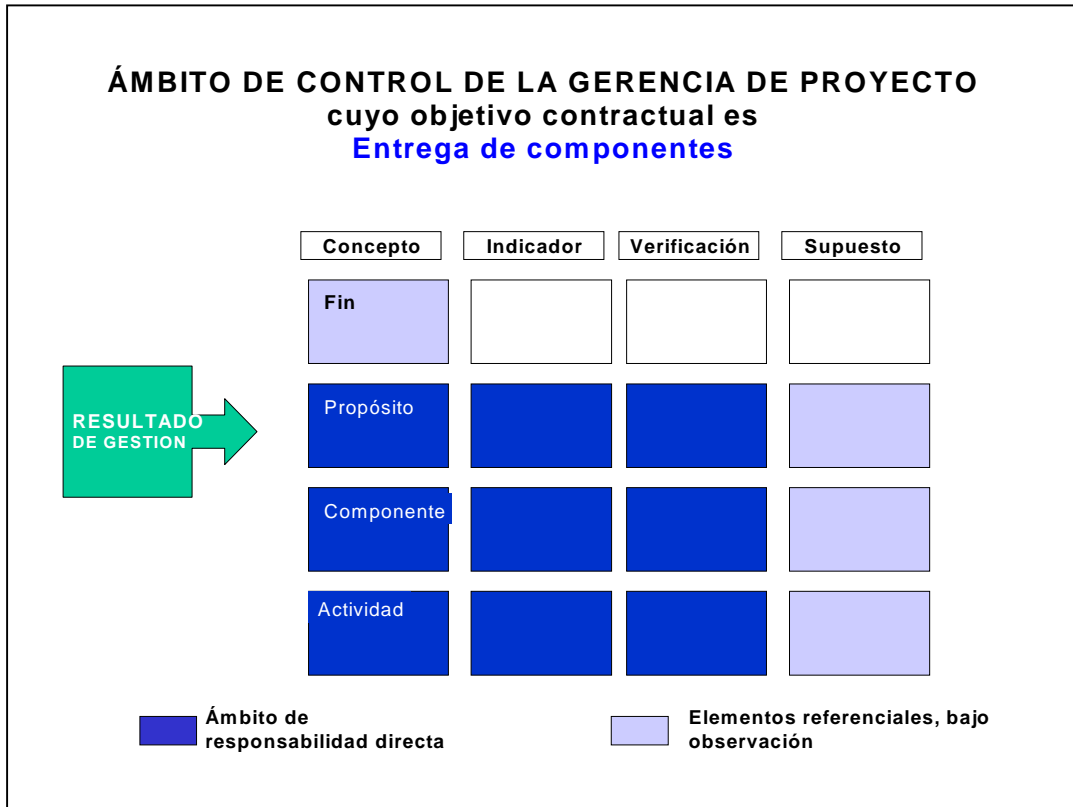 ÁMBITO DE CONTROL DE LA GERENCIA DE PROYECTO
cuyo objetivo contractual es
Entrega de componentes
Concepto Indicador Verificación Supuesto
Fin
RESULTADO
DE GESTION
Propósito
Componente
Actividad
Ámbito de
responsabilidad directa
Elementos referenciales, bajo
observación